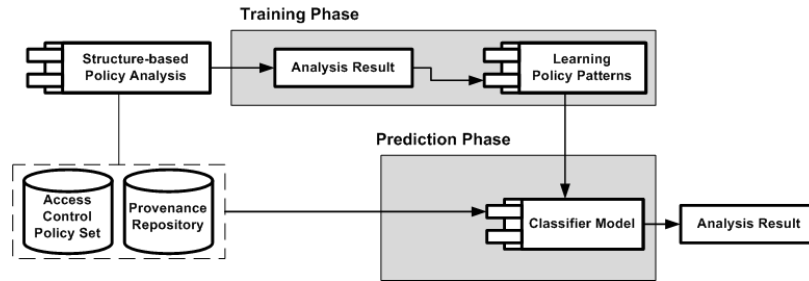 Training Phase
Structure-based
Policy Analysis
Analysis Result
Learning
Policy Patterns
Prediction Phase
Access
Control
Policy Set
Provenance
Repository
Classifier Model
Analysis Result